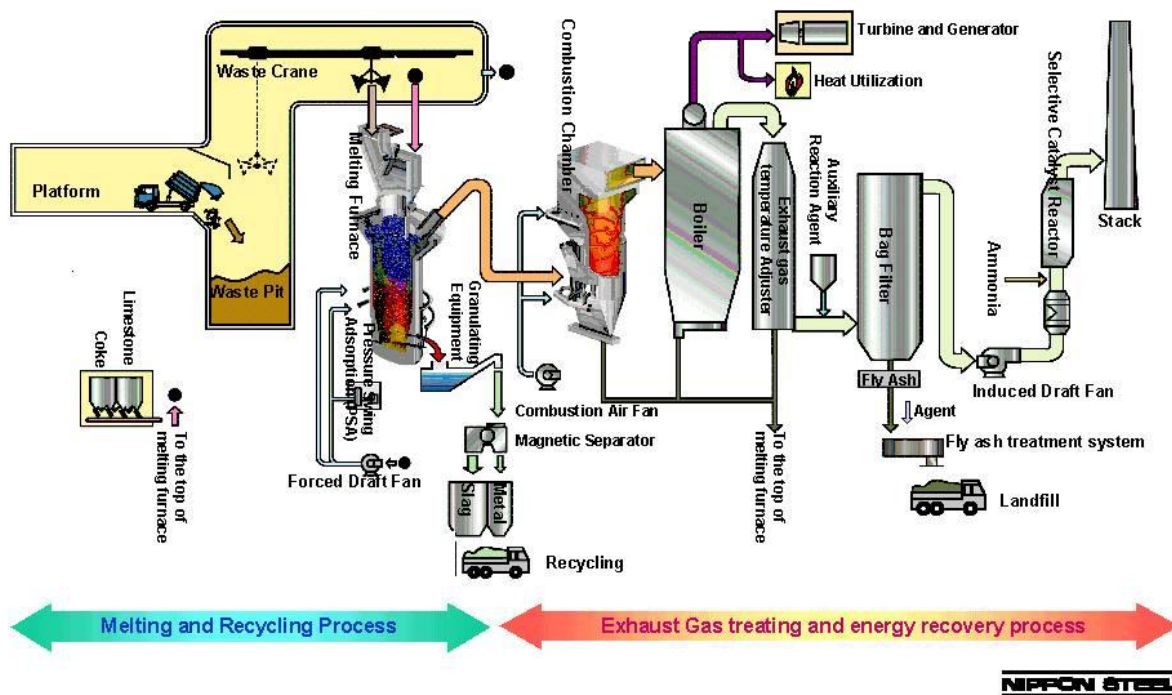 Waste Crane
Platform
Waste Pit
Limestone
Coke
To the top of
melting furnace
Melting Furnace
Pressure Swing
Adsorption(PSA)
Forced Draft Fan
Granulating
Equipment
Combustion Air Fan
Magnetic Separator
Slag
Metal
Recycling
Combustion Chamber
Boiler
Turbine and Generator
Heat Utilization
Exhaust gas
temperature Adjuster
Auxiliary
Reaction Agent
To the top of
melting furnace
Bag Filter
Fly Ash
Agent
Fly ash treatment system
Landfill
Induced Draft Fan
Ammonia
Selective Catalyst Reactor
Stack
Melting and Recycling Process
Exhaust Gas treating and energy recovery process
NIPPON STEEL